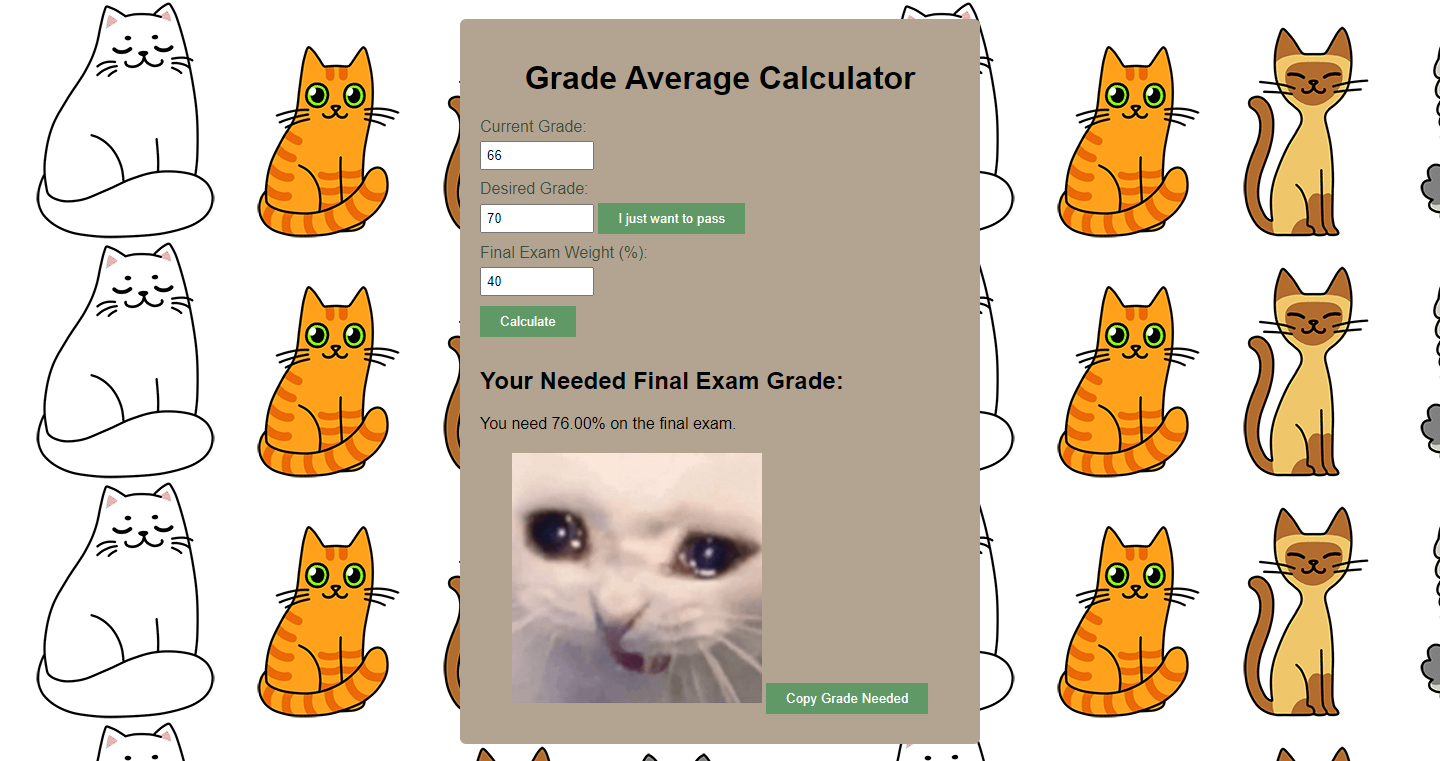 Grade Average Calculator
Current Grade:
66
Desired Grade:
70 I just want to pass
Final Exam Weight (%):
40
Calculate
Your Needed Final Exam Grade:
You need 76.00% on the final exam.
Copy Grade Needed